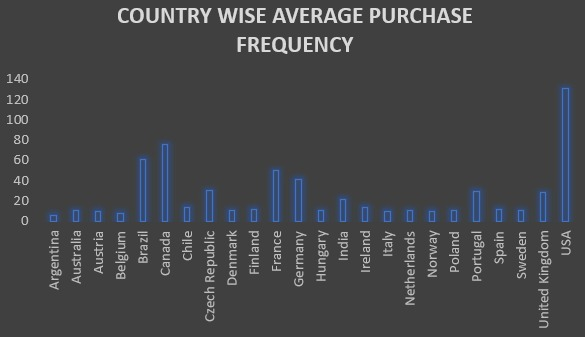 COUNTRY WISE AVERAGE PURCHASE
FREQUENCY
140
120
100
80
60
40
20
0
Argentina
Australia
Austria
Belgium
Brazil
Canada
Chile
Czech Republic
Denmark
Finland
France
Germany
Hungary
India
Ireland
Italy
Netherlands
Norway
Poland
Portugal
Spain
Sweden
United Kingdom
USA